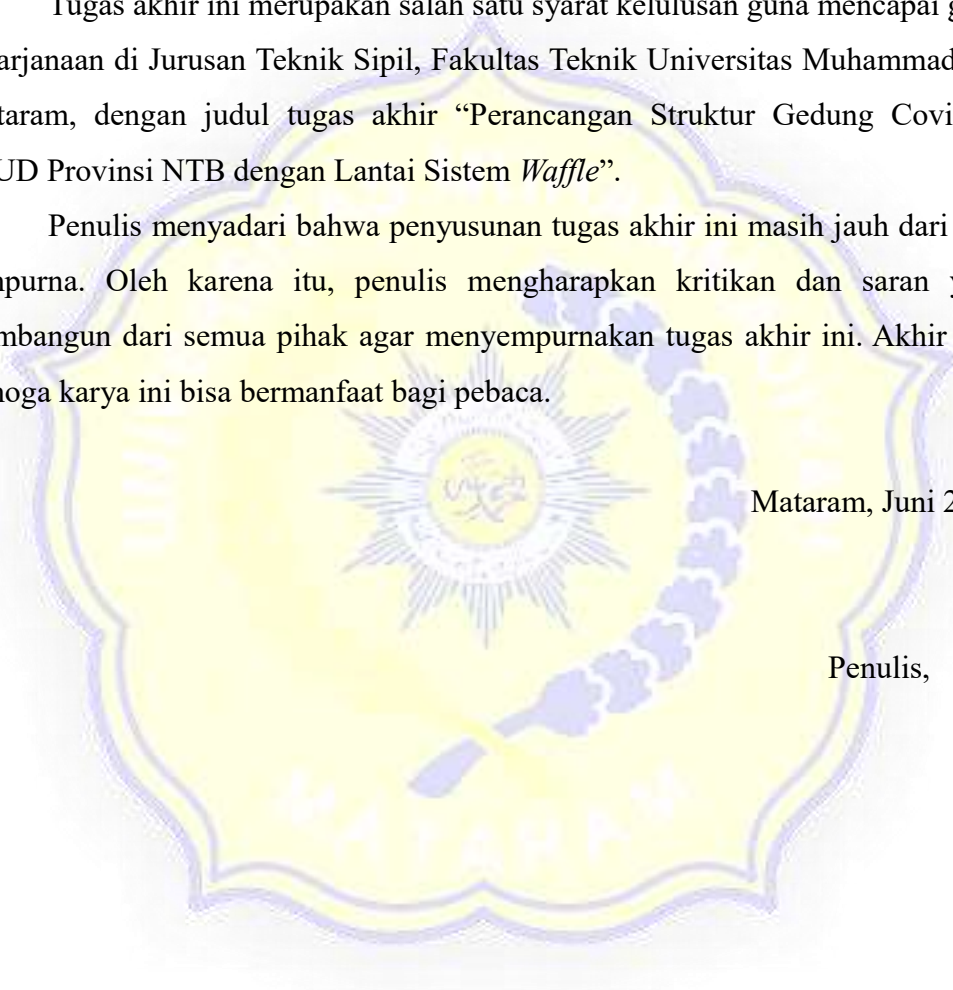 Tugas akhir ini merupakan salah satu syarat kelulusan guna mencapai g
arjanaan di Jurusan Teknik Sipil, Fakultas Teknik Universitas Muhammad
taram, dengan judul tugas akhir “Perancangan Struktur Gedung Covi
UD Provinsi NTB dengan Lantai Sistem Waffle”.
Penulis menyadari bahwa penyusunan tugas akhir ini masih jauh dari
npurna. Oleh karena itu, penulis mengharapkan kritikan dan saran y
mbangun dari semua pihak agar menyempurnakan tugas akhir ini. Akhir
noga karya ini bisa bermanfaat bagi pebaca.
Mataram, Juni 2
Penulis,
MATARAM